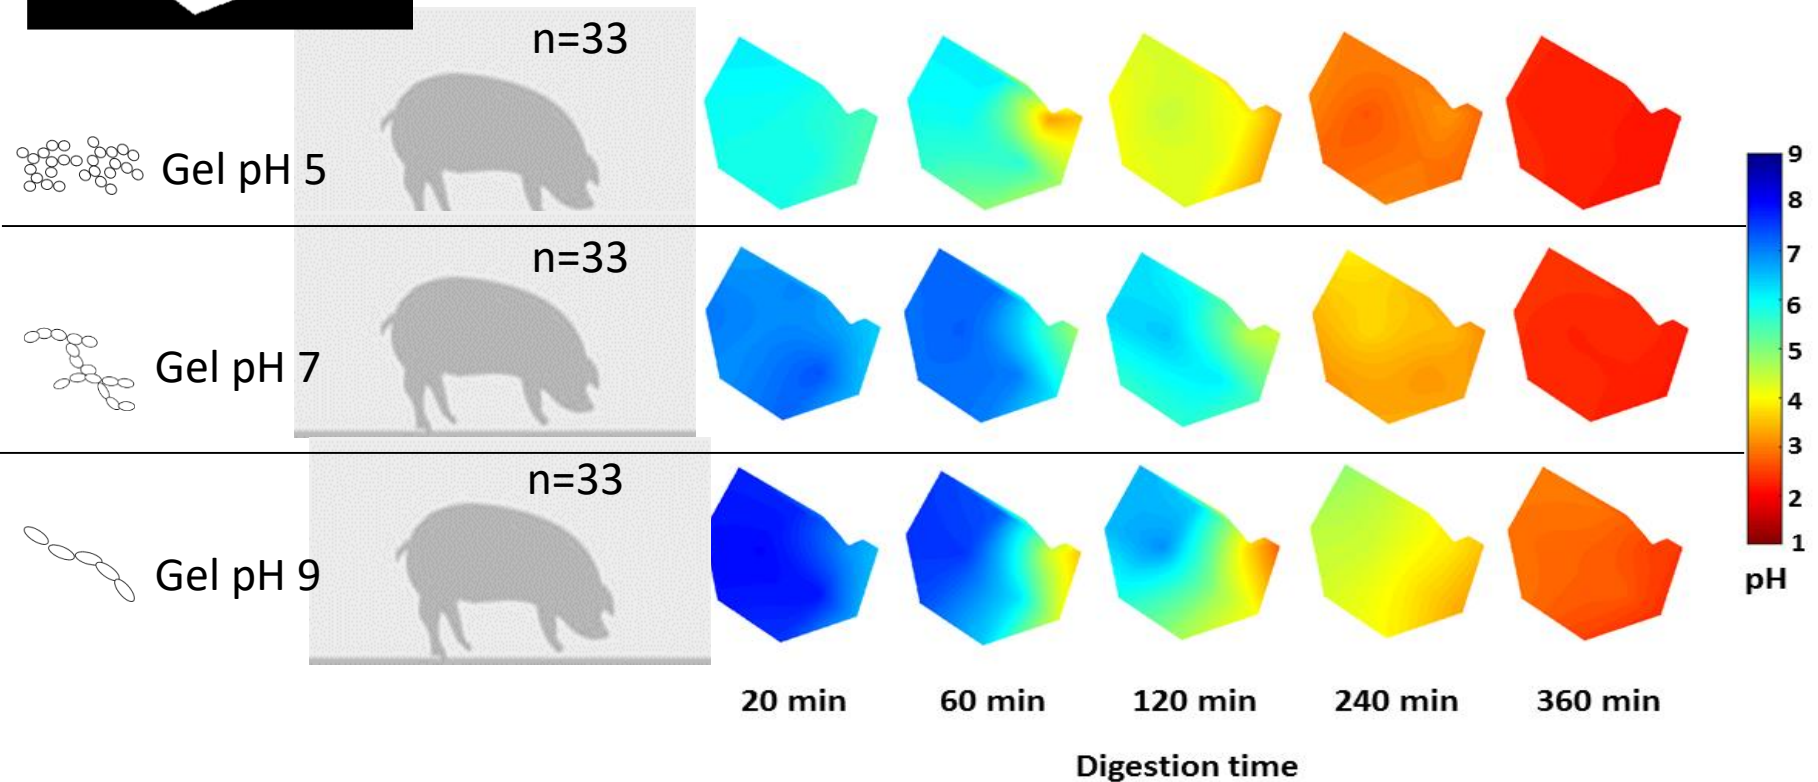 n=33
Gel pH 5
n=33
Gel pH 7
n=33
Gel pH 9
9
8
7
6
5
4
3
2
1
pH
20 min 60 min 120 min 240 min 360 min
Digestion time